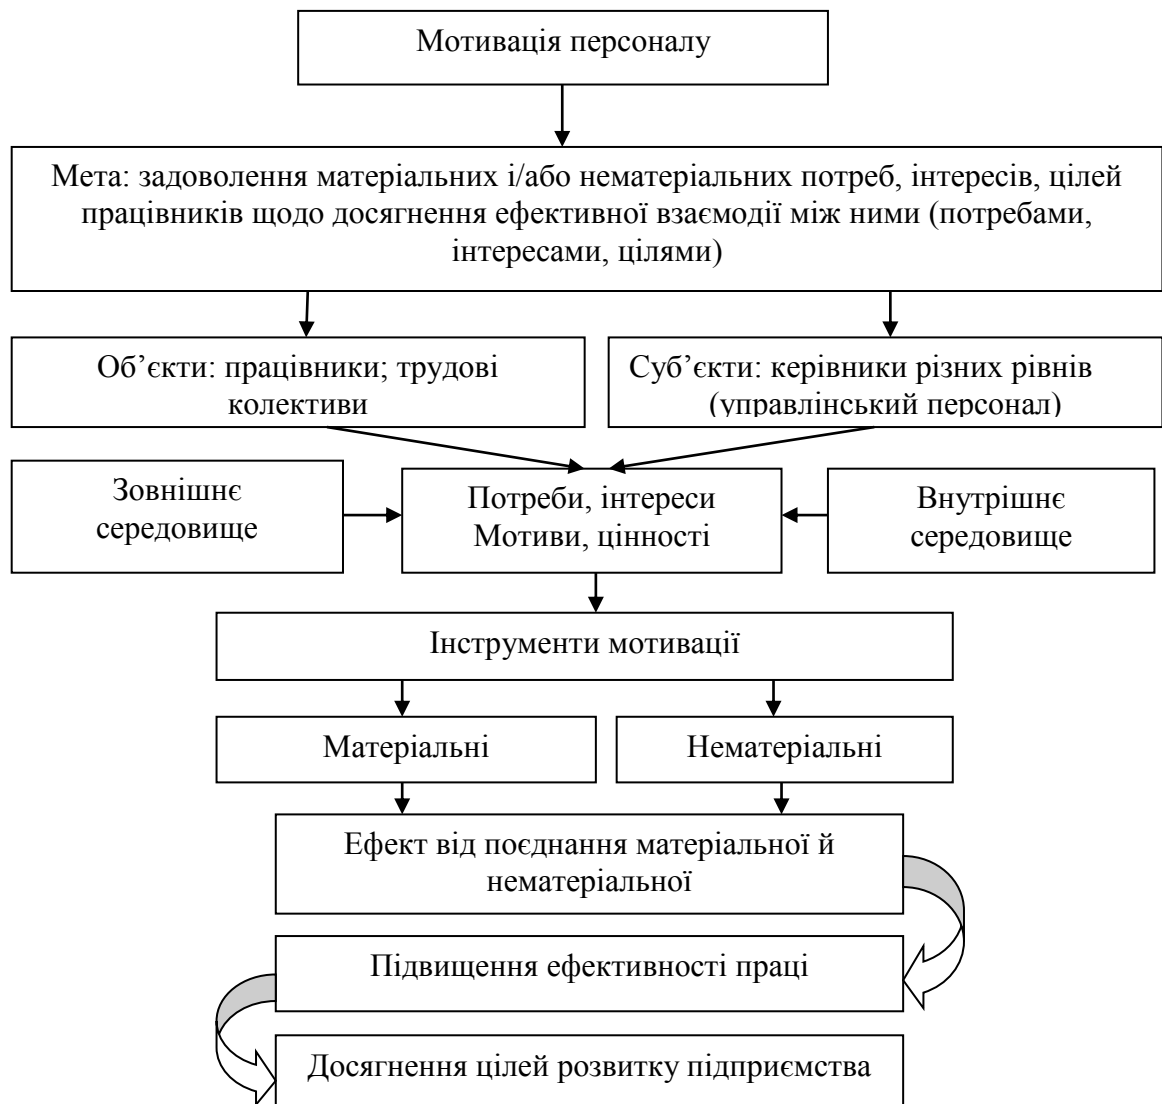 Мотивація персоналу
Мета: задоволення матеріальних і/або нематеріальних потреб, інтересів, цілей
працівників щодо досягнення ефективної взаємодії між ними (потребами,
інтересами, цілями)
Об’єкти: працівники; трудові
колективи
Суб’єкти: керівники різних рівнів
(управлінський персонал)
Зовнішнє
середовище
Потреби, інтереси
Мотиви, цінності
Внутрішнє
середовище
Інструменти мотивації
Матеріальні
Нематеріальні
Ефект від поєднання матеріальної й
нематеріальної
Підвищення ефективності праці
Досягнення цілей розвитку підприємства